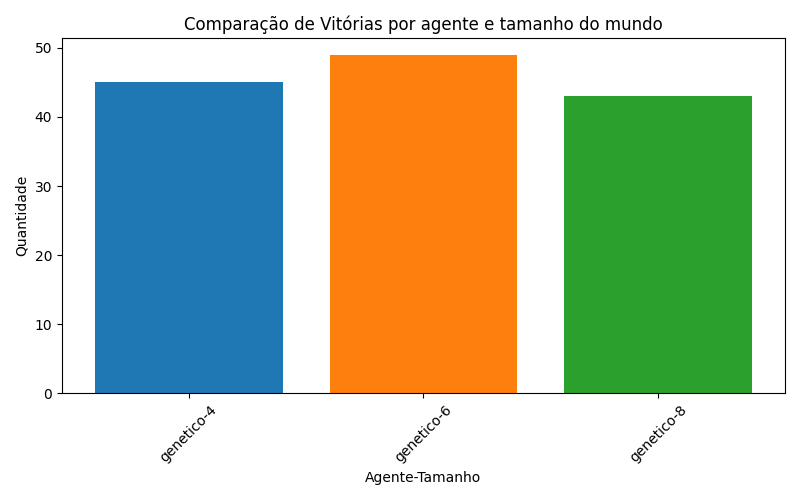 Comparação de Vitórias por agente e tamanho do mundo
50
40
30
20
10
0
Quantidade
genetico-4
genetico-6
genetico-8
Agente-Tamanho